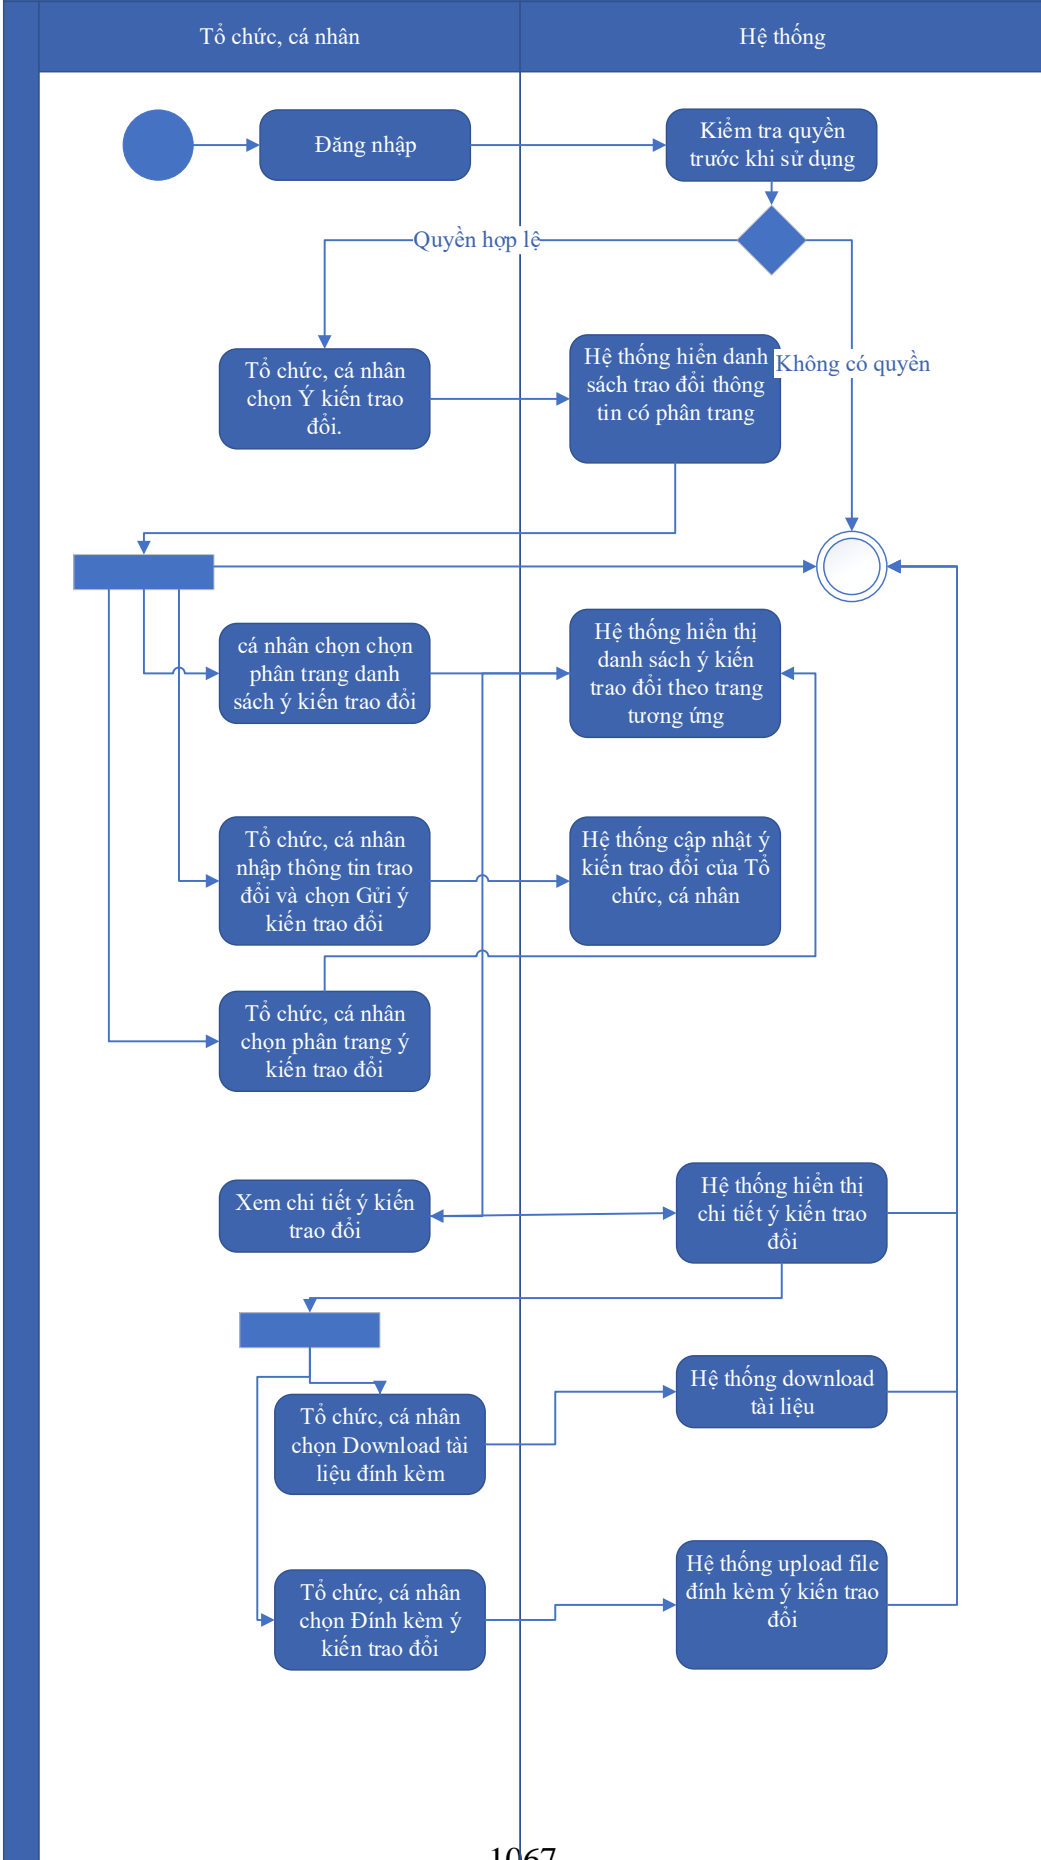 Tổ chức, cá nhân
Hệ thống
Đăng nhập
Kiểm tra quyền
trước khi sử dụng
Quyền hợp lệ
Tổ chức, cá nhân
chọn Ý kiến trao
đổi.
Hệ thống hiển danh
sách trao đổi thông
tin có phân trang
Không có quyền
cá nhân chọn chọn
phân trang danh
sách ý kiến trao đổi
Hệ thống hiển thị
danh sách ý kiến
trao đổi theo trang
tương ứng
Tổ chức, cá nhân
nhập thông tin trao
đổi và chọn Gửi ý
kiến trao đổi
Hệ thống cập nhật ý
kiến trao đổi của Tổ
chức, cá nhân
Tổ chức, cá nhân
chọn phân trang ý
kiến trao đổi
Xem chi tiết ý kiến
trao đổi
Hệ thống hiển thị
chi tiết ý kiến trao
đổi
Tổ chức, cá nhân
chọn Download tài
liệu đính kèm
Hệ thống download
tài liệu
Tổ chức, cá nhân
chọn Đính kèm ý
kiến trao đổi
Hệ thống upload file
đính kèm ý kiến trao
đổi
1067